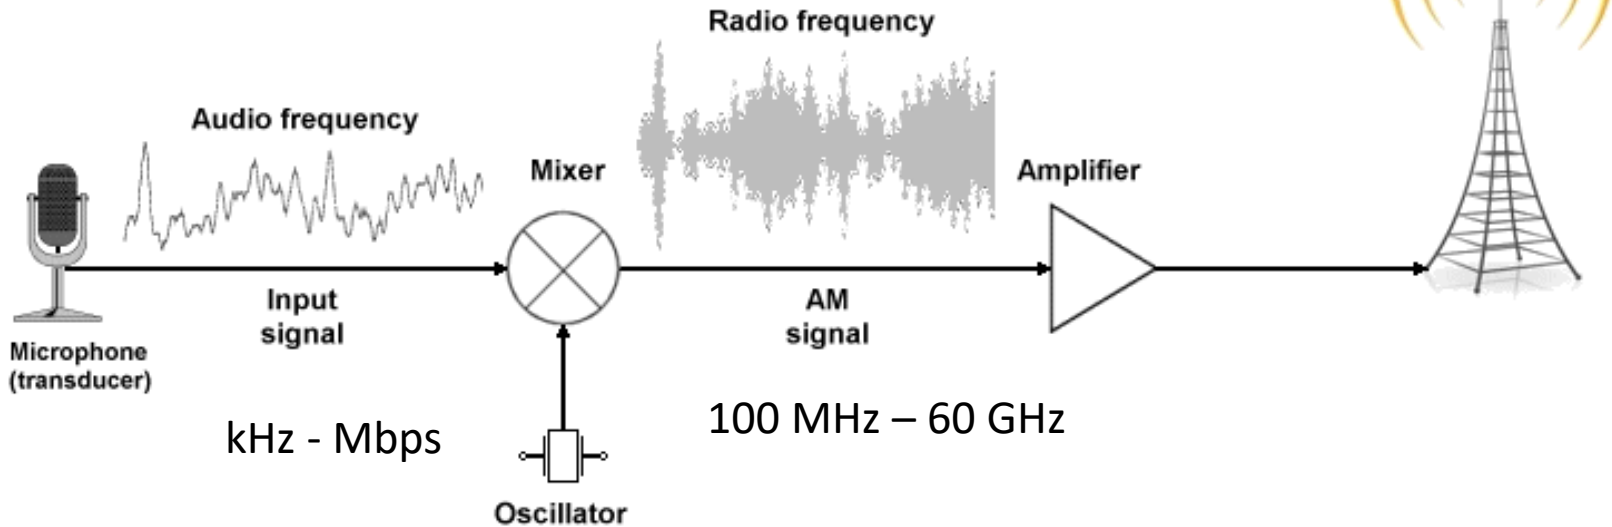 Radio frequency
Audio frequency
Mixer
Amplifier
Input
signal
AM
signal
Microphone
(transducer)
kHz - Mbps
100 MHz – 60 GHz
Oscillator